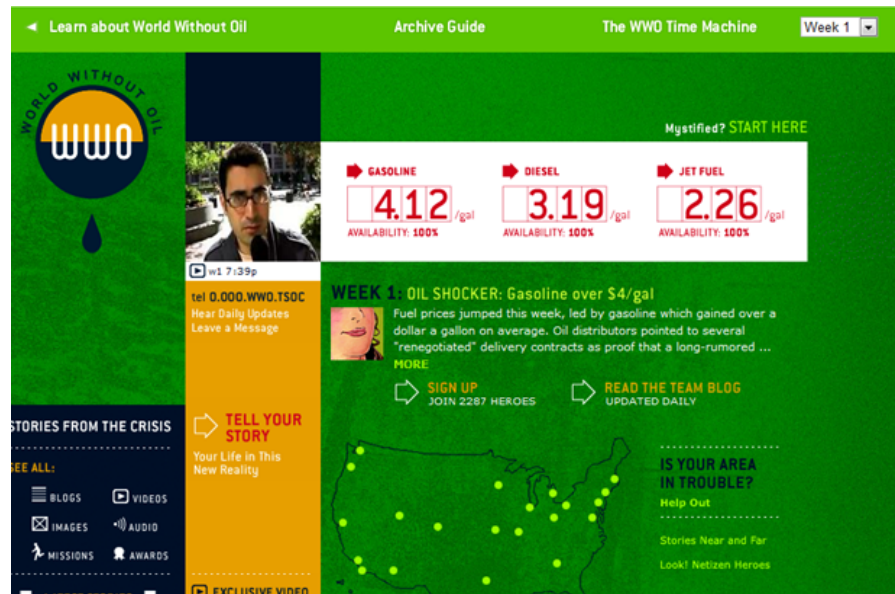 Learn about World Without Oil
Archive Guide
The WWO Time Machine
Week 1
WORLD WITHOUT OIL
WWO
Mystified? START HERE
GASOLINE
4.12 /gal
AVAILABILITY: 100%
DIESEL
3.19 /gal
AVAILABILITY: 100%
JET FUEL
2.26 /gal
AVAILABILITY: 100%
w1 7:39p
tel 0.000.WWO.TSOC
Hear Daily Updates
Leave a Message
WEEK 1: OIL SHOCKER: Gasoline over $4/gal
Fuel prices jumped this week, led by gasoline which gained over a
dollar a gallon on average. Oil distributors pointed to several
"renegotiated" delivery contracts as proof that a long-rumored ...
MORE
SIGN UP
JOIN 2287 HEROES
READ THE TEAM BLOG
UPDATED DAILY
STORIES FROM THE CRISIS
SEE ALL:
BLOGS
VIDEOS
IMAGES
AUDIO
MISSIONS
AWARDS
TELL YOUR
STORY
Your Life in This
New Reality
EXCLUSIVE VIDEO
IS YOUR AREA
IN TROUBLE?
Help Out
Stories Near and Far
Look! Netizen Heroes